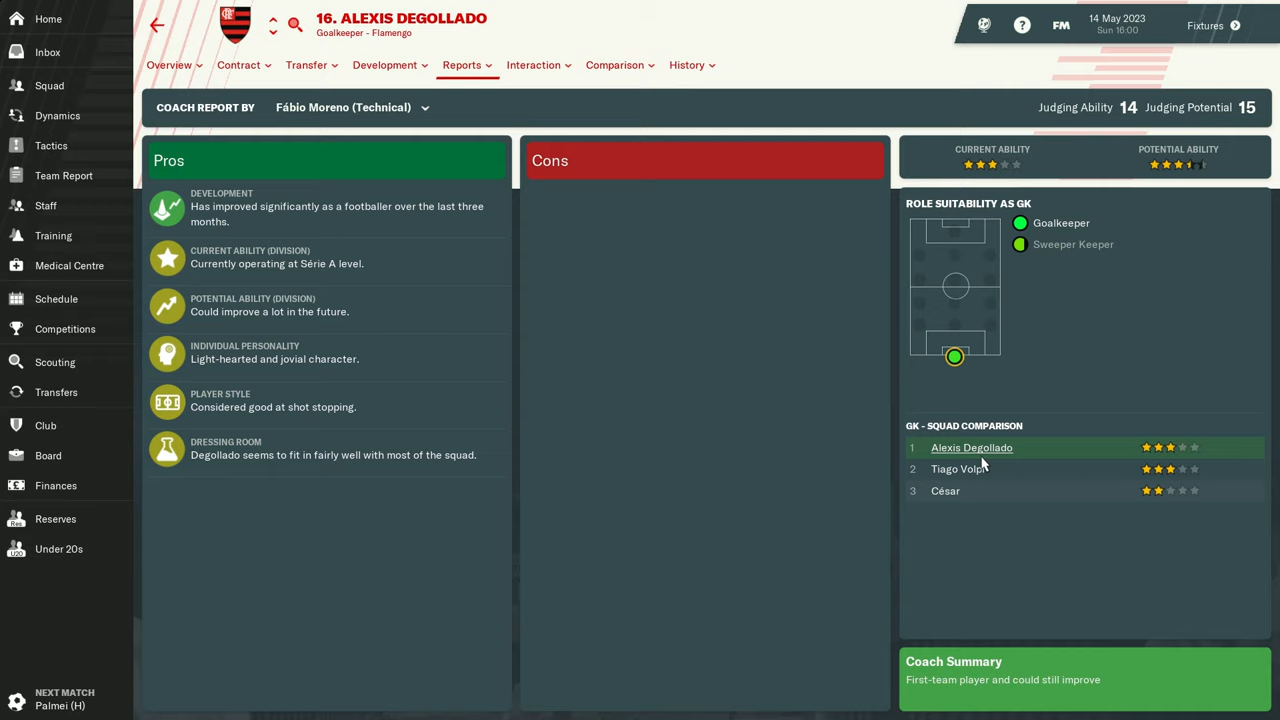 Home
Inbox
Squad
Dynamics
Tactics
Team Report
Staff
Training
Medical Centre
Schedule
Competitions
Scouting
Transfers
Club
Board
Finances
Reserves
Res
Under 20s
U20
NEXT MATCH
Palmei (H)
16. ALEXIS DEGOLLADO
Goalkeeper - Flamengo
?
FM
14 May 2023
Sun 16:00
Fixtures
Overview
Contract
Transfer
Development
Reports
Interaction
Comparison
History
COACH REPORT BY Fábio Moreno (Technical)
Judging Ability 14 Judging Potential 15
Pros
DEVELOPMENT
Has improved significantly as a footballer over the last three
months.
CURRENT ABILITY (DIVISION)
Currently operating at Série A level.
POTENTIAL ABILITY (DIVISION)
Could improve a lot in the future.
INDIVIDUAL PERSONALITY
Light-hearted and jovial character.
PLAYER STYLE
Considered good at shot stopping.
DRESSING ROOM
Degollado seems to fit in fairly well with most of the squad.
Cons
CURRENT ABILITY
POTENTIAL ABILITY
ROLE SUITABILITY AS GK
Goalkeeper
Sweeper Keeper
GK - SQUAD COMPARISON
1 Alexis Degollado
2 Tiago Volpi
3 César
Coach Summary
First-team player and could still improve